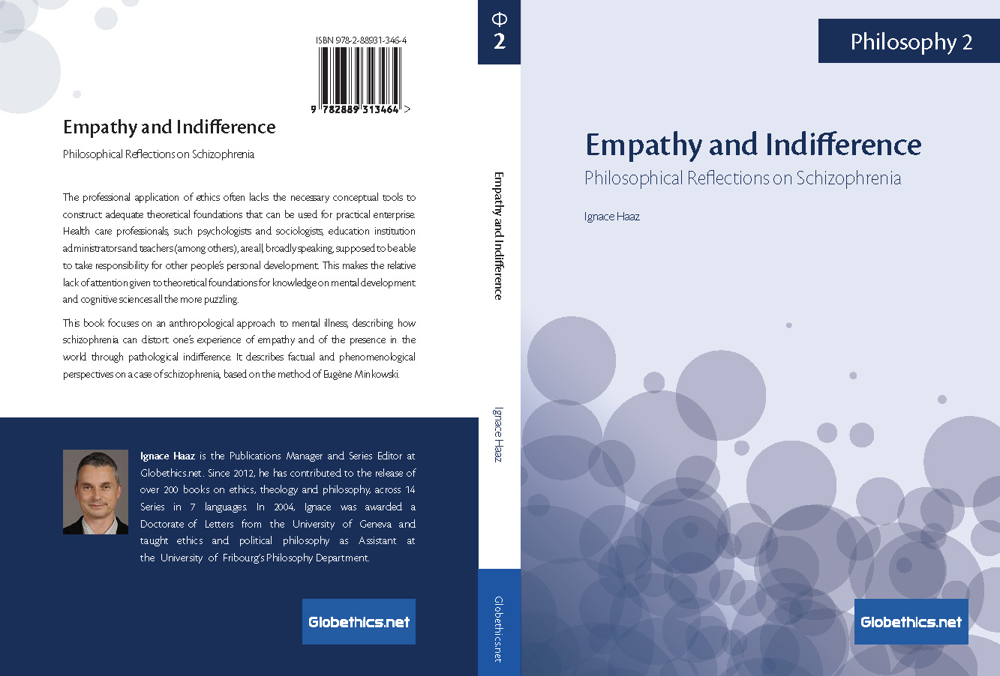 ISBN 978-2-88931-346-4
9 782889 313464 >
Empathy and Indifference
Philosophical Reflections on Schizophrenia
The professional application of ethics often lacks the necessary conceptual tools to
construct adequate theoretical foundations that can be used for practical enterprise.
Health care professionals, such psychologists and sociologists, education institution
administrators and teachers (among others), are all, broadly speaking, supposed to be able
to take responsibility for other people's personal development. This makes the relative
lack of attention given to theoretical foundations for knowledge on mental development
and cognitive sciences all the more puzzling.
This book focuses on an anthropological approach to mental illness, describing how
schizophrenia can distort one's experience of empathy and of the presence in the
world through pathological indifference. It describes factual and phenomenological
perspectives on a case of schizophrenia, based on the method of Eugène Minkowski.
Ignace Haaz is the Publications Manager and Series Editor at
Globethics.net. Since 2012, he has contributed to the release of
over 200 books on ethics, theology and philosophy, across 14
Series in 7 languages. In 2004, Ignace was awarded a
Doctorate of Letters from the University of Geneva and
taught ethics and political philosophy as Assistant at
the University of Fribourg's Philosophy Department.
Globethics.net
Φ
2
Empathy and Indifference
Ignace Haaz
Globethics.net
Philosophy 2
Empathy and Indifference
Philosophical Reflections on Schizophrenia
Ignace Haaz
Globethics.net